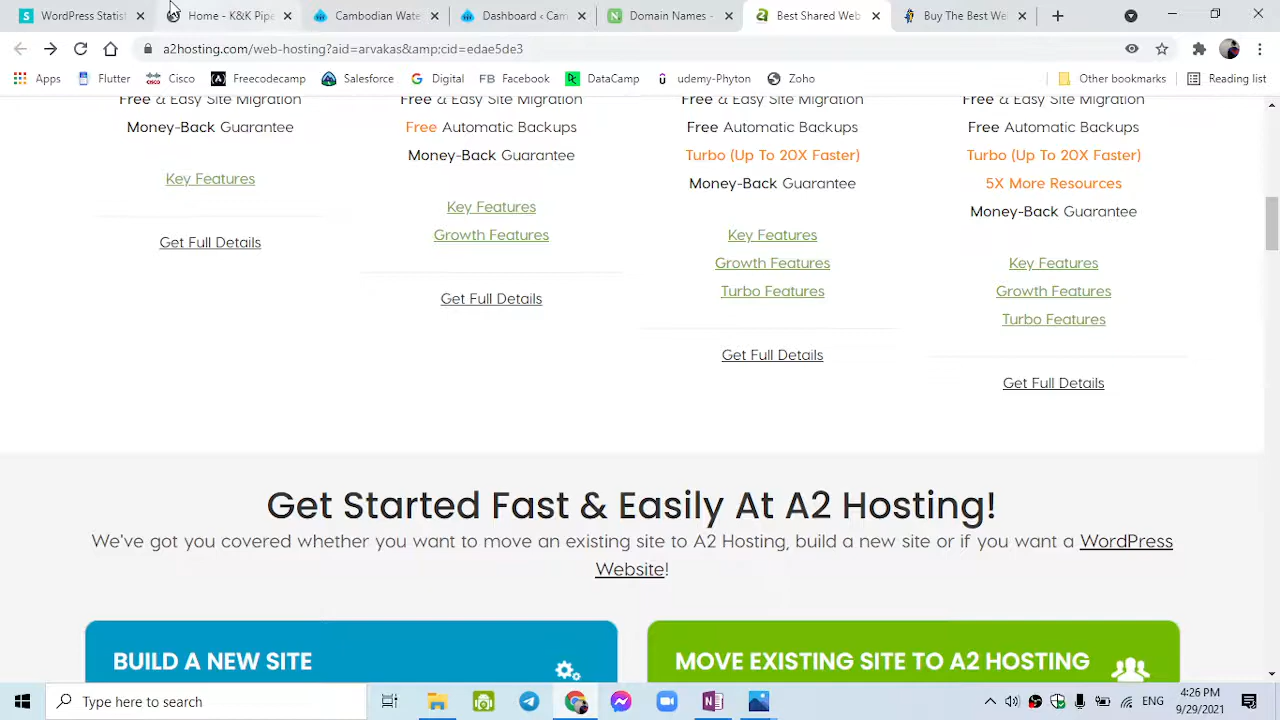 WordPress Statis
Home - K&K Pipe
Cambodian Wate
Dashboard ‹ Cam
Domain Names
Best Shared Web
Buy The Best We
a2hosting.com/web-hosting?aid=arvakas&amp;cid=edae5de3
Apps
Flutter
Cisco
Freecodecamp
Salesforce
Digital
FB Facebook
DataCamp
udemy-Phyton
Zoho
Other bookmarks
Reading list
Free & Easy Site Migration
Money-Back Guarantee
Key Features
Get Full Details
Free & Easy Site Migration
Free Automatic Backups
Money-Back Guarantee
Key Features
Growth Features
Get Full Details
Free & Easy Site Migration
Free Automatic Backups
Turbo (Up To 20X Faster)
Money-Back Guarantee
Key Features
Growth Features
Turbo Features
Get Full Details
Free & Easy Site Migration
Free Automatic Backups
Turbo (Up To 20X Faster)
5X More Resources
Money-Back Guarantee
Key Features
Growth Features
Turbo Features
Get Full Details
Get Started Fast & Easily At A2 Hosting!
We've got you covered whether you want to move an existing site to A2 Hosting, build a new site or if you want a WordPress
Website!
BUILD A NEW SITE
MOVE EXISTING SITE TO A2 HOSTING
Type here to search
ENG
4:26 PM
9/29/2021